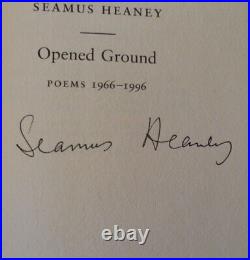 SEAMUS HEANEY
Opened Ground
POEMS 1966–1996
Seamus Heaney